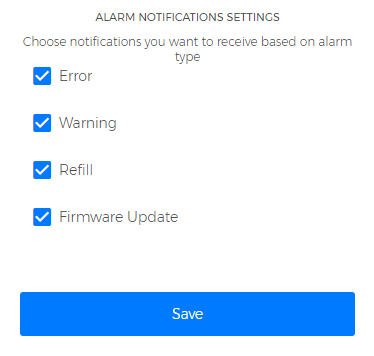 ALARM NOTIFICATIONS SETTINGS
Choose notifications you want to receive based on alarm
type
Error
Warning
Refill
Firmware Update
Save